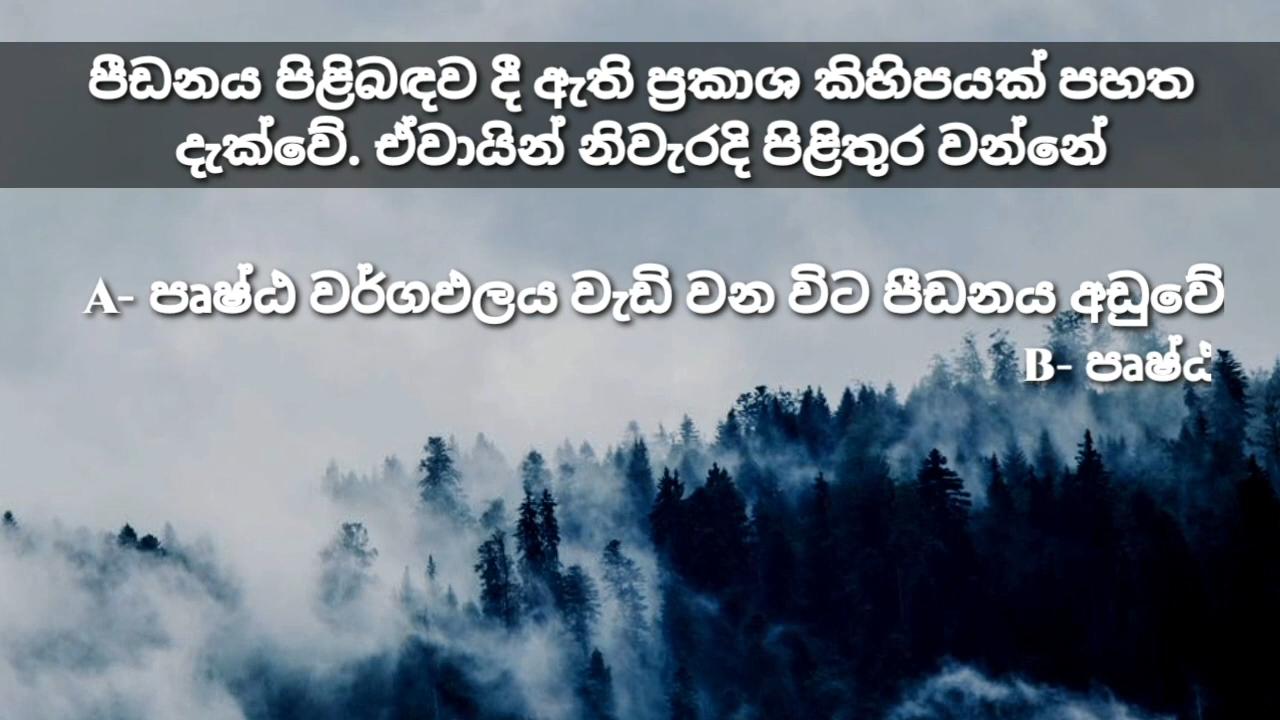 පීඩනය පිළිබඳව දී ඇති ප්‍රකාශ කිහිපයක් පහත
දැක්වේ. ඒවායින් නිවැරදි පිළිතුර වන්නේ
A- පෘෂ්ඨ වර්ගඵලය වැඩි වන විට පීඩනය අඩුවේ
B- පෘෂ්ඨ